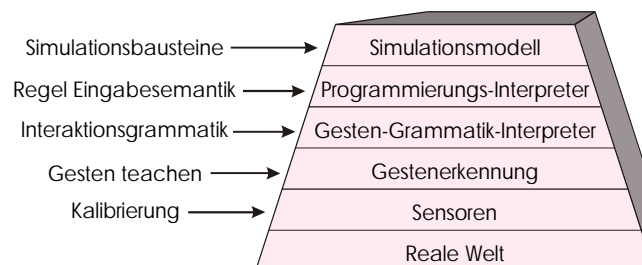 Simulationsbausteine Simulationsmodell
Regel Eingabesemantik Programmierungs-Interpreter
Interaktionsgrammatik Gesten-Grammatik-Interpreter
Gesten teachen Gestenerkennung
Kalibrierung Sensoren
Reale Welt